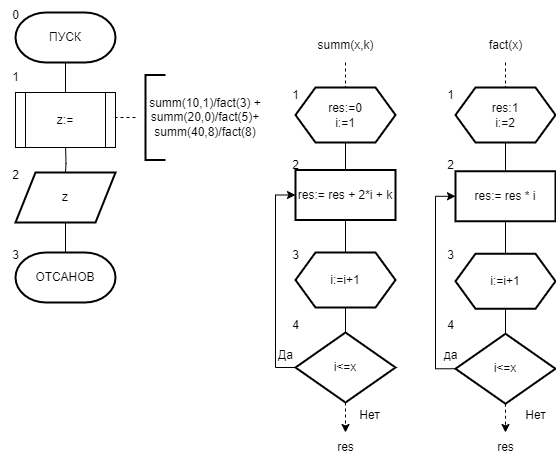 0
ПУСК
1
z:=
summ(10,1)/fact(3) +
summ(20,0)/fact(5)+
summ(40,8)/fact(8)
2
z
3
ОТСАНОВ
summ(x,k)
1
res:=0
i:=1
2
res:= res + 2*i + k
3
i:=i+1
4
Да
i<=x
Нет
res
fact(x)
1
res:1
i:=2
2
res:= res * i
3
i:=i+1
4
да
i<=x
Нет
res